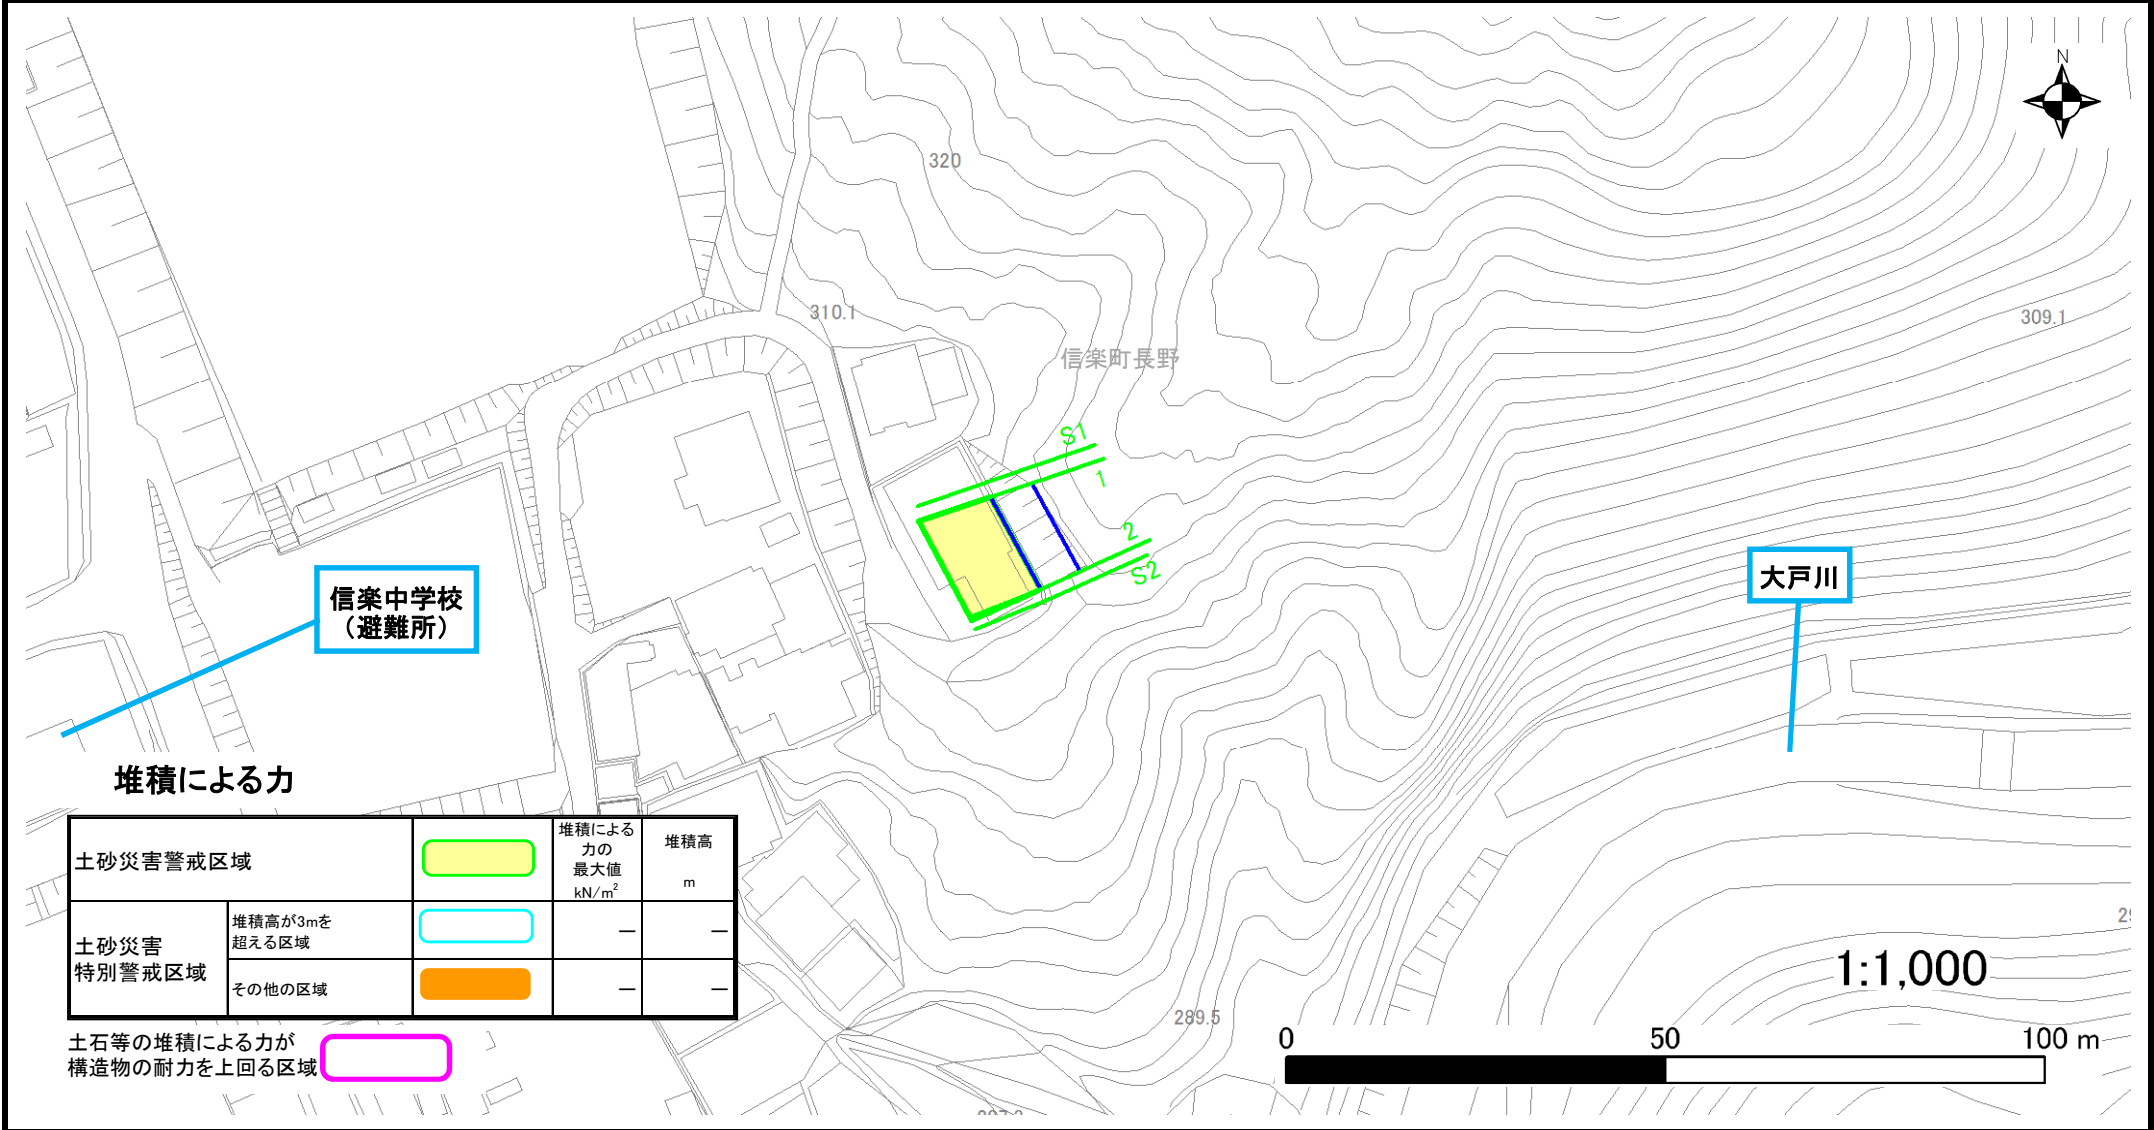 N
320
310.1
309.1
信楽町長野
S1
1
2
S2
信楽中学校
（避難所）
大戸川
堆積による力
土砂災害警戒区域
堆積による
力の
最大値
kN/m²
堆積高
m
土砂災害
特別警戒区域
堆積高が3mを
超える区域
―
―
その他の区域
―
―
土石等の堆積による力が
構造物の耐力を上回る区域
289.5
1:1,000
0
50
100 m